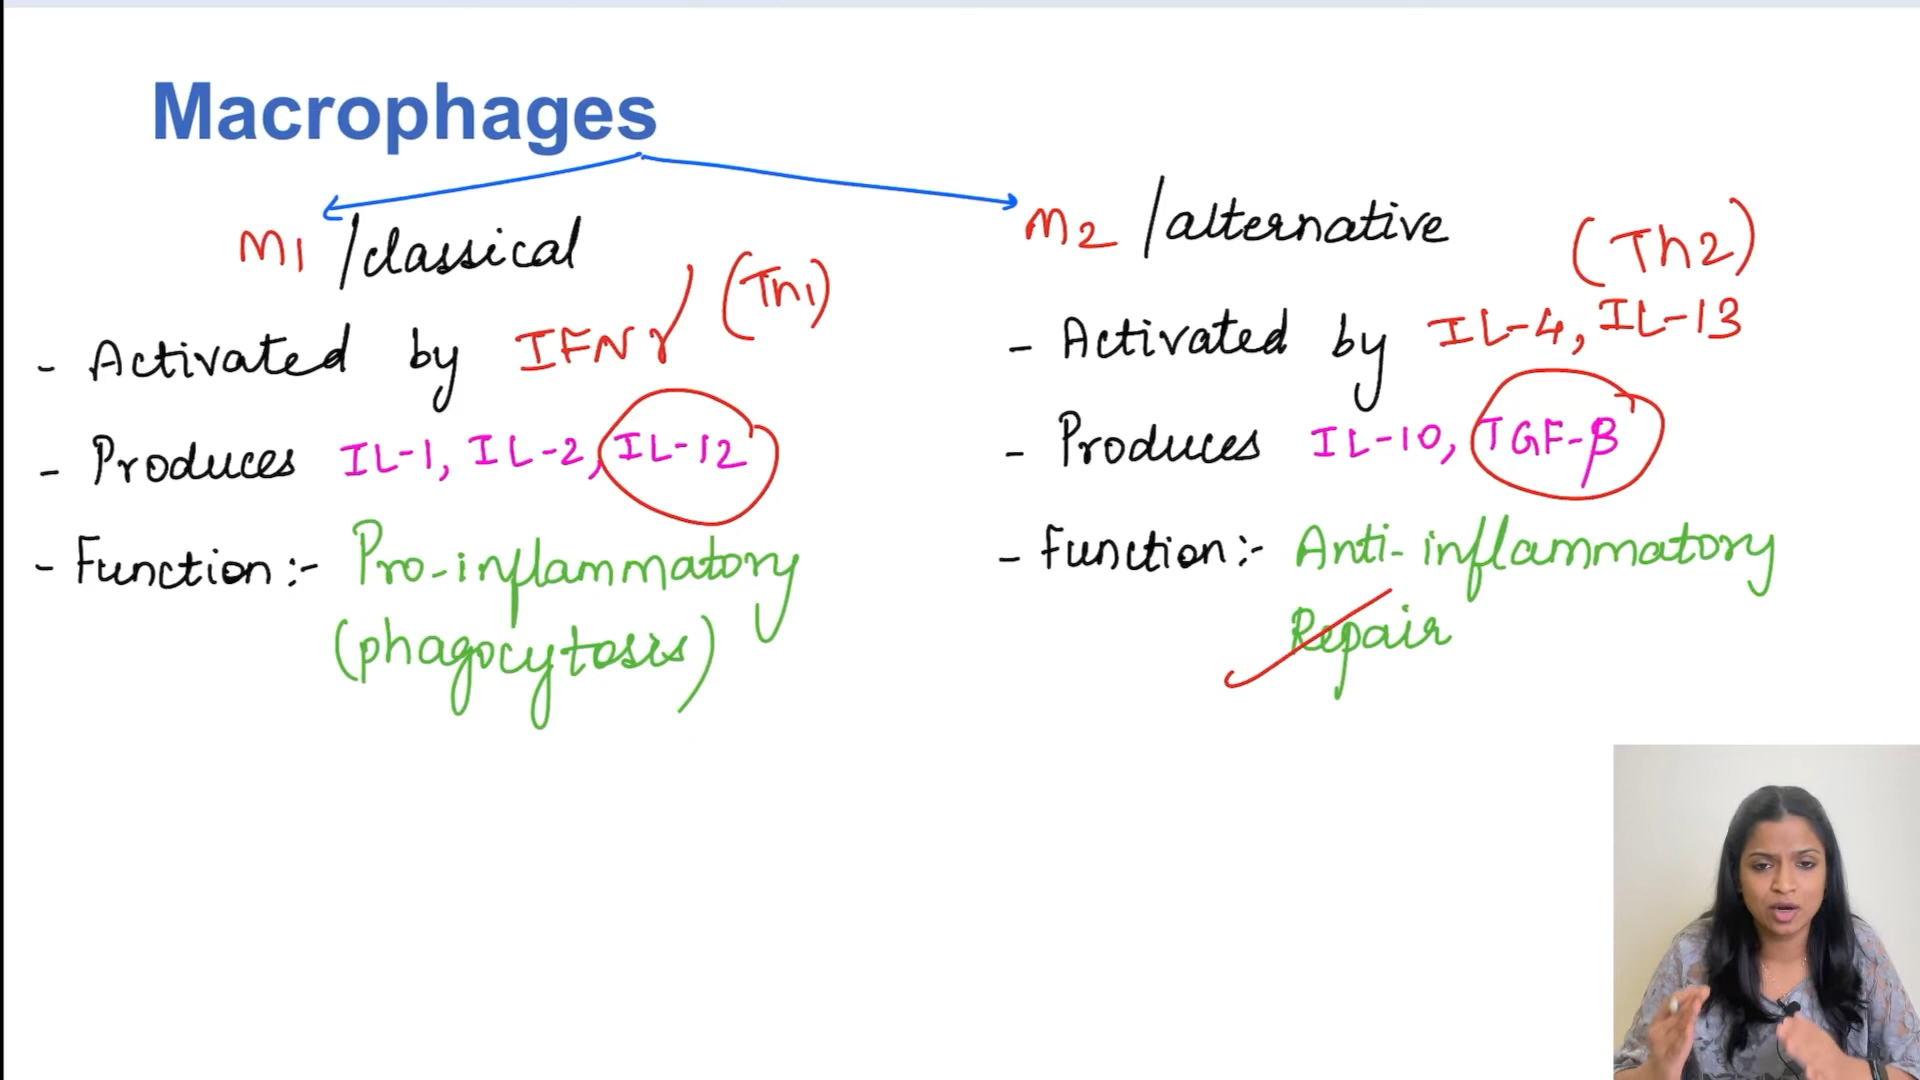 Macrophages
M1 /classical
Activated by IFNγ (Th1)
- Produces IL-1, IL-2, IL-12
- Function :- Pro-inflammatory
(phagocytosis)
M2 /alternative (Th2)
- Activated by IL-4, IL-13
- Produces IL-10, TGF-β
- Function :- Anti-inflammatory
Repair